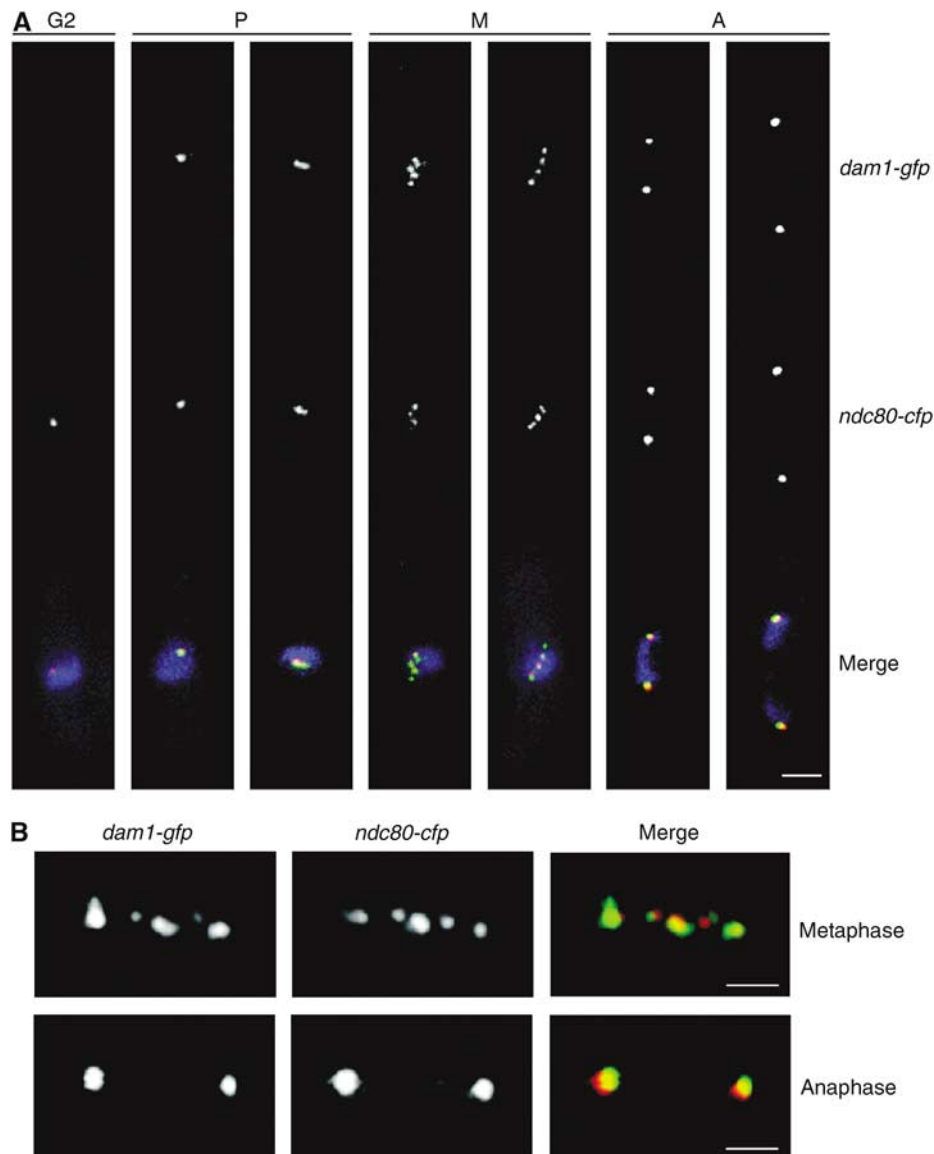 A
G2 P M A
dam1-gfp
ndc80-cfp
Merge
B
dam1-gfp ndc80-cfp Merge
Metaphase
Anaphase